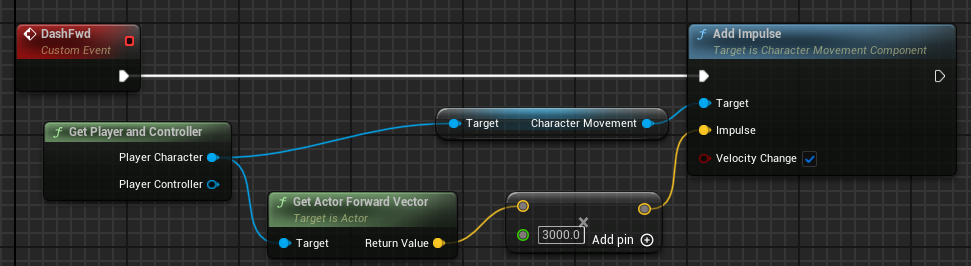 DashFwd
Custom Event
f Add Impulse
Target is Character Movement Component
Target
Impulse
Velocity Change
f Get Player and Controller
Player Character
Player Controller
Target Character Movement
f Get Actor Forward Vector
Target is Actor
Target Return Value
×
3000.0 Add pin